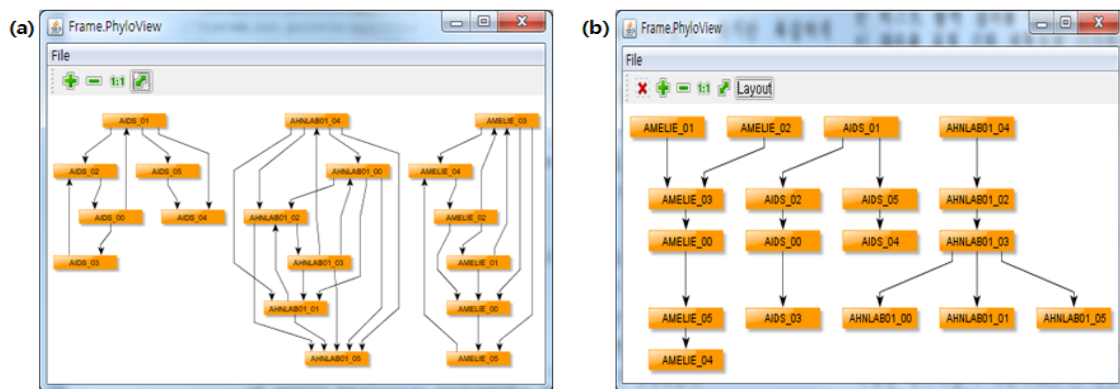 (a)
Frame.PhyloView
File
1:1
AIDS_01
AHNLAB01_04
AMELIE_03
AIDS_02
AIDS_05
AHNLAB01_00
AMELIE_04
AIDS_00
AIDS_04
AHNLAB01_02
AMELIE_02
AIDS_03
AHNLAB01_03
AMELIE_01
AHNLAB01_01
AMELIE_00
AHNLAB01_05
AMELIE_05
(b)
Frame.PhyloView
File
1:1
Layout
AMELIE_01
AMELIE_02
AIDS_01
AHNLAB01_04
AMELIE_03
AIDS_02
AIDS_05
AHNLAB01_02
AMELIE_00
AIDS_00
AIDS_04
AHNLAB01_03
AMELIE_05
AIDS_03
AHNLAB01_00
AHNLAB01_01
AHNLAB01_05
AMELIE_04